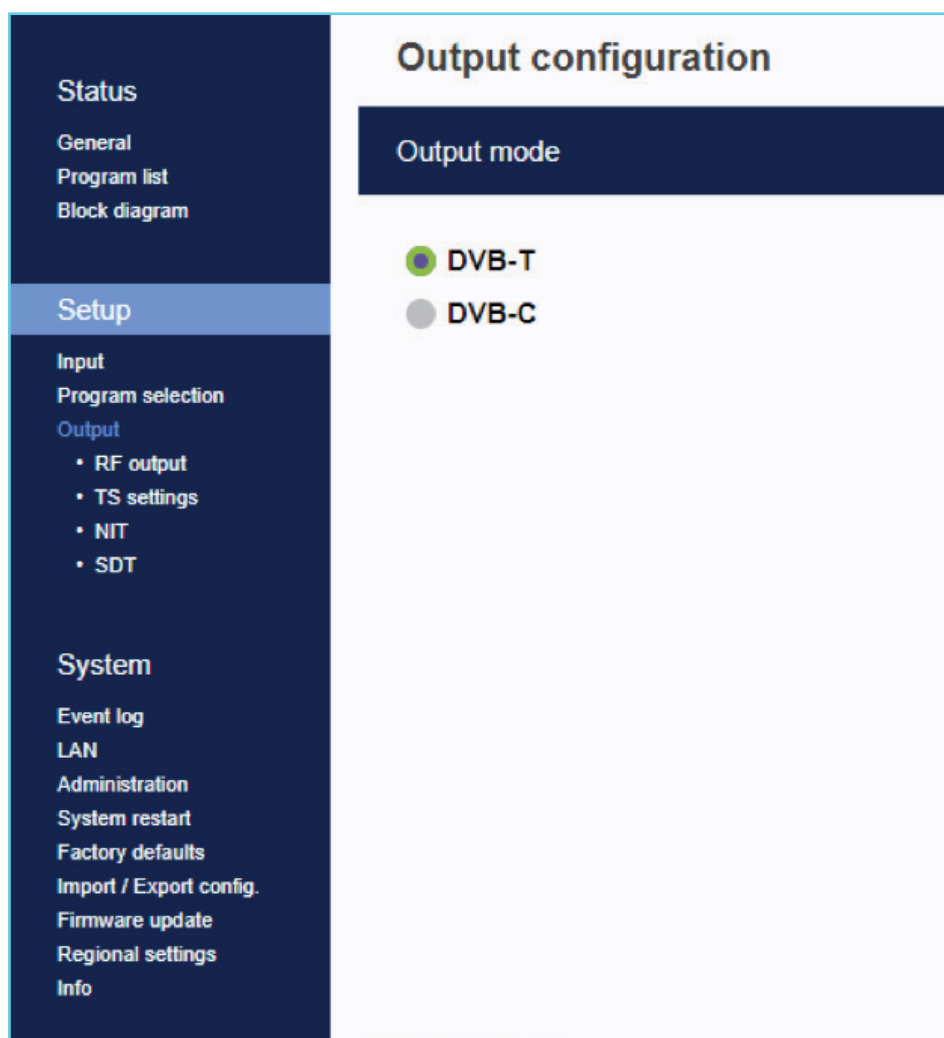 Status
General
Program list
Block diagram
Setup
Input
Program selection
Output
• RF output
• TS settings
• NIT
• SDT
System
Event log
LAN
Administration
System restart
Factory defaults
Import / Export config.
Firmware update
Regional settings
Info
Output configuration
Output mode
DVB-T
DVB-C